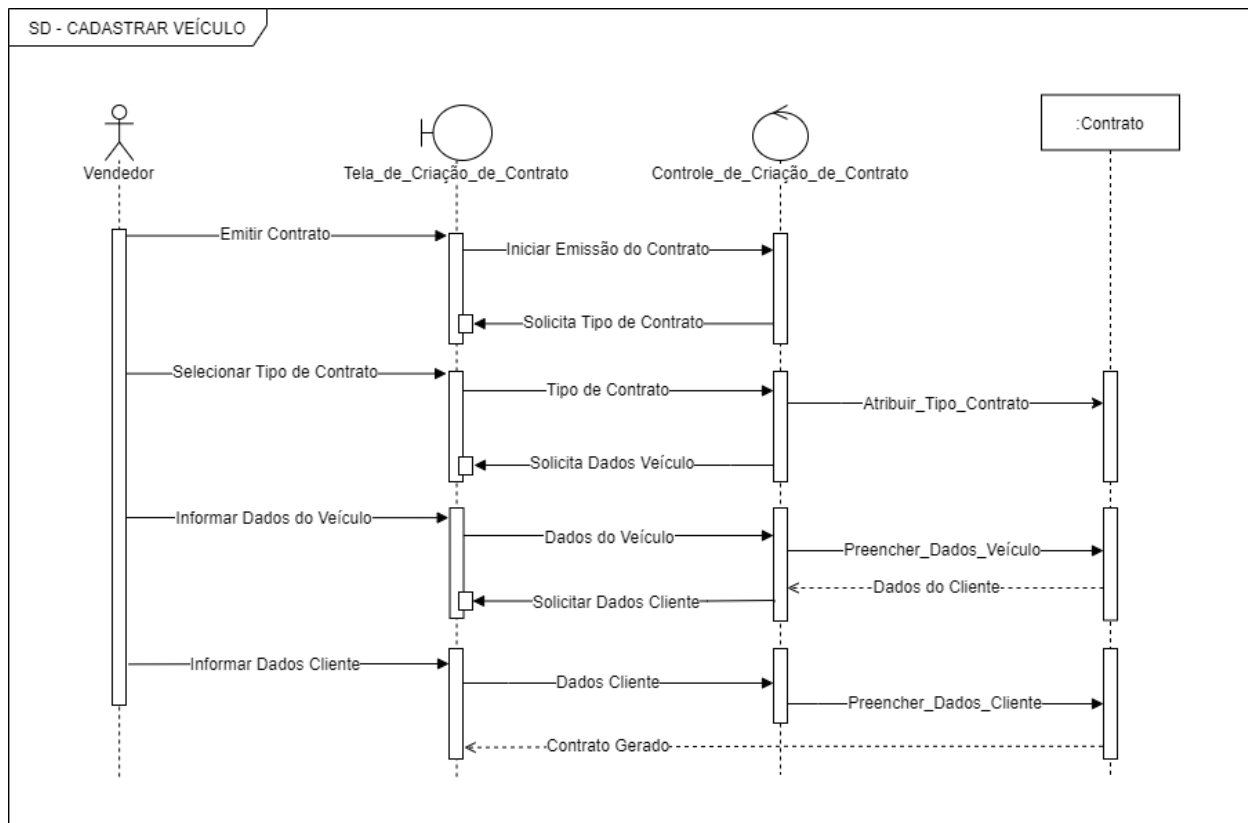 SD - CADASTRAR VEÍCULO
:Contrato
Vendedor
Tela_de_Criação_de_Contrato
Controle_de_Criação_de_Contrato
Emitir Contrato
Iniciar Emissão do Contrato
Solicita Tipo de Contrato
Selecionar Tipo de Contrato
Tipo de Contrato
Atribuir_Tipo_Contrato
Solicita Dados Veículo
Informar Dados do Veículo
Dados do Veículo
Preencher_Dados_Veículo
Dados do Cliente
Solicitar Dados Cliente
Informar Dados Cliente
Dados Cliente
Preencher_Dados_Cliente
Contrato Gerado